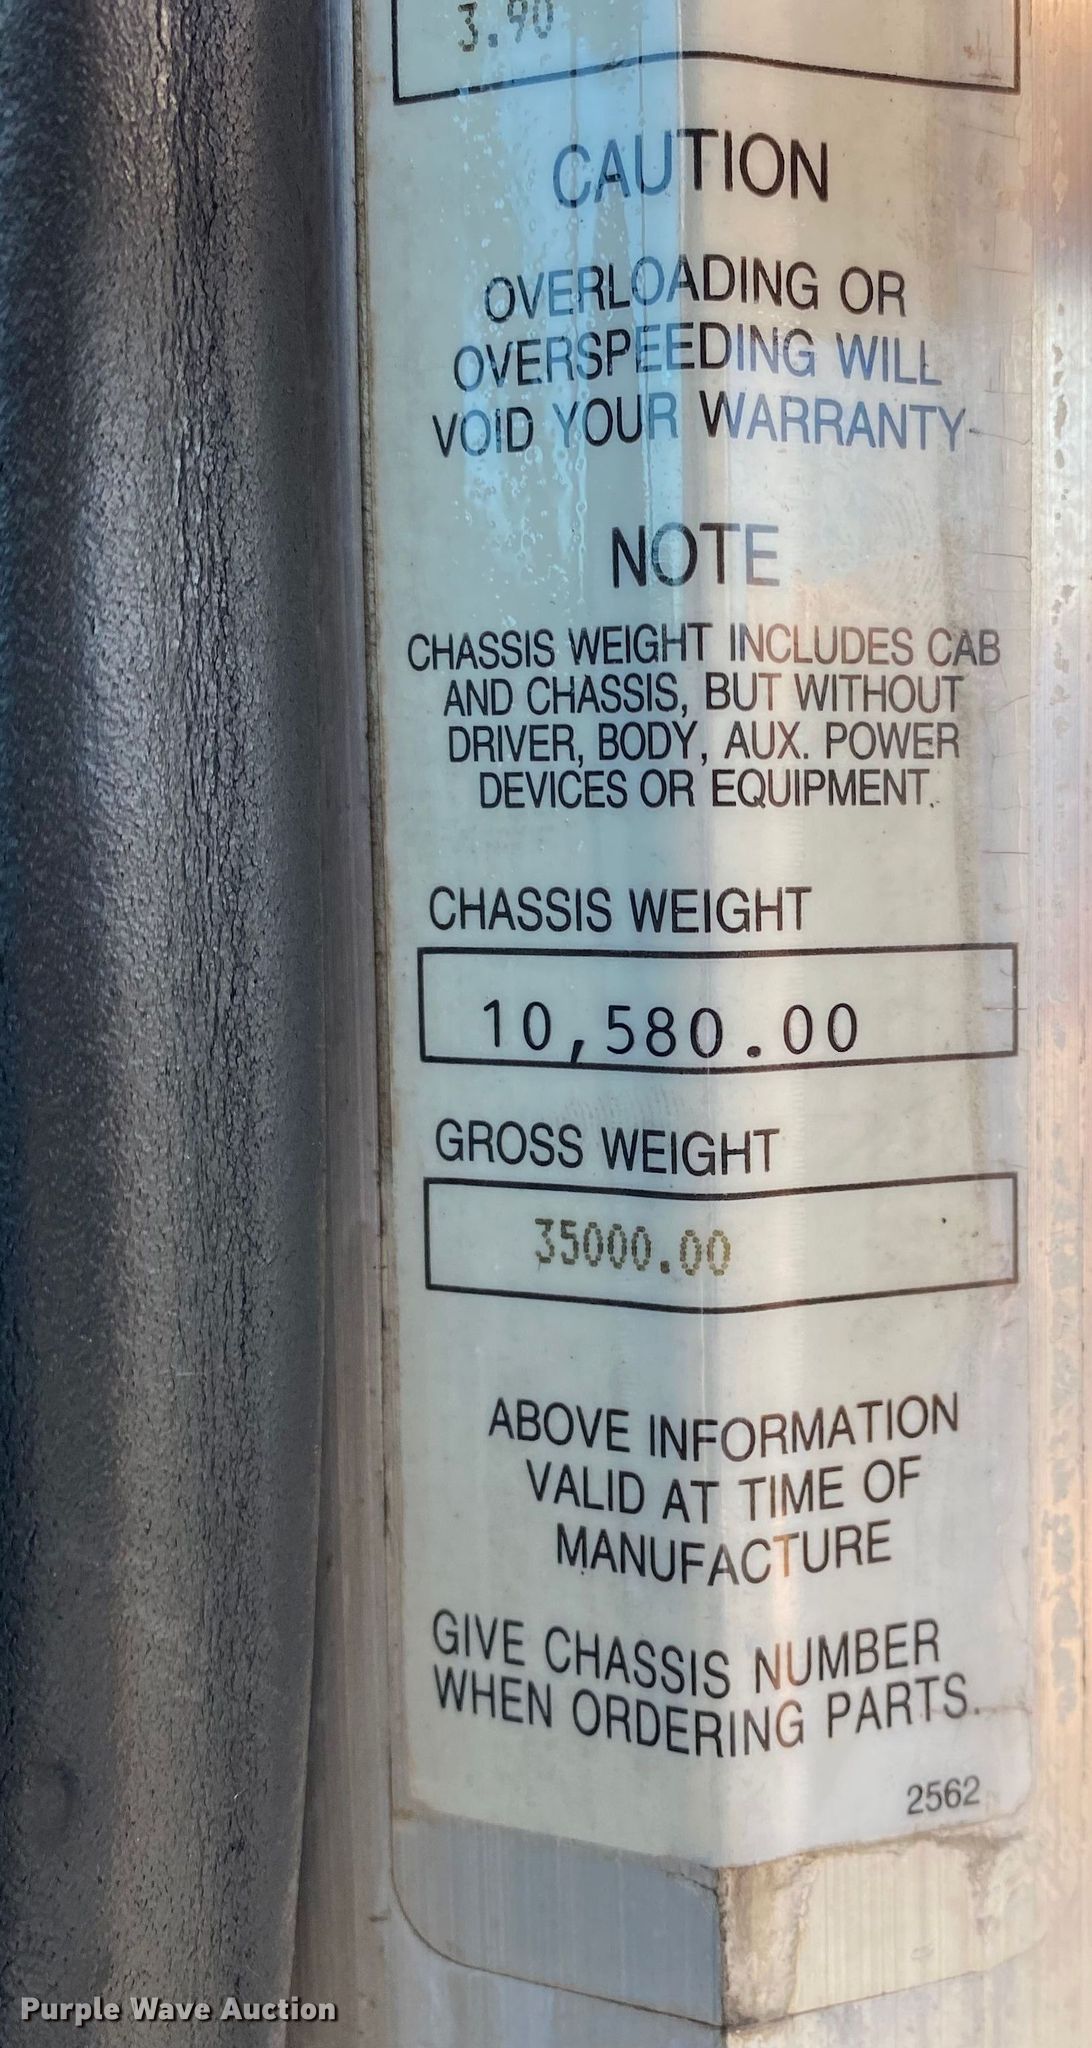 3.90
CAUTION
OVERLOADING OR
OVERSPEEDING WILL
VOID YOUR WARRANTY
NOTE
CHASSIS WEIGHT INCLUDES CAB
AND CHASSIS, BUT WITHOUT
DRIVER, BODY, AUX. POWER
DEVICES OR EQUIPMENT.
CHASSIS WEIGHT
10,580.00
GROSS WEIGHT
35000.00
ABOVE INFORMATION
VALID AT TIME OF
MANUFACTURE
GIVE CHASSIS NUMBER
WHEN ORDERING PARTS.
2562
Purple Wave Auction